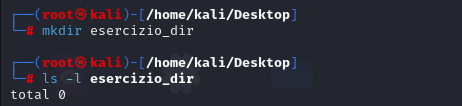 ┌──(root㉿kali)-[/home/kali/Desktop]
└─# mkdir esercizio_dir
┌──(root㉿kali)-[/home/kali/Desktop]
└─# ls -l esercizio_dir
total 0